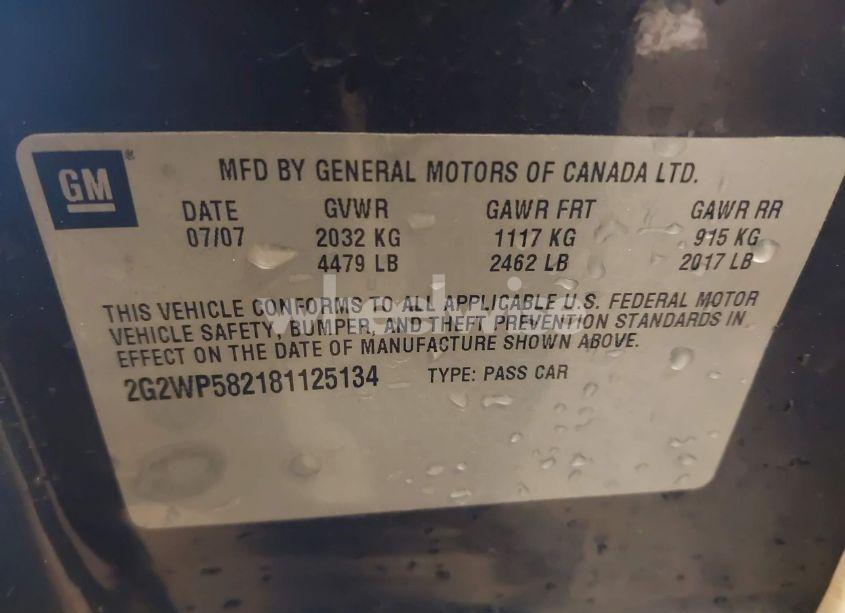 GM
MFD BY GENERAL MOTORS OF CANADA LTD.
DATE GVWR GAWR FRT GAWR RR
07/07 2032 KG 1117 KG 915 KG
4479 LB 2462 LB 2017 LB
THIS VEHICLE CONFORMS TO ALL APPLICABLE U.S. FEDERAL MOTOR
VEHICLE SAFETY, BUMPER, AND THEFT PREVENTION STANDARDS IN
EFFECT ON THE DATE OF MANUFACTURE SHOWN ABOVE.
2G2WP582181125134 TYPE: PASS CAR